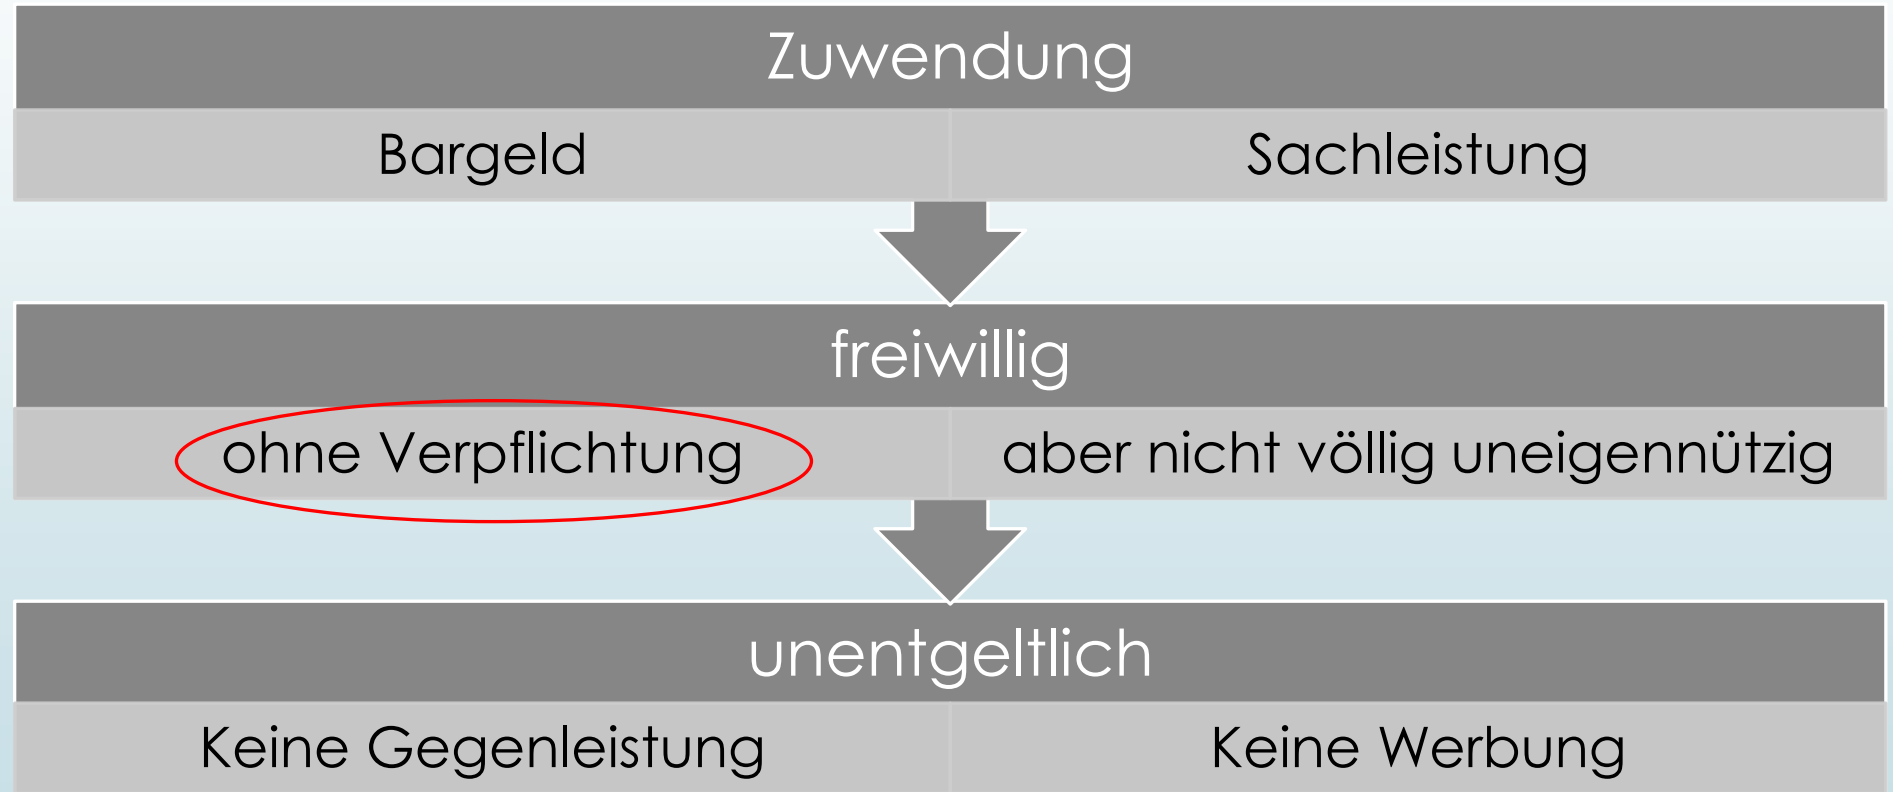 Zuwendung
Bargeld
Sachleistung
freiwillig
ohne Verpflichtung
aber nicht völlig uneigennützig
unentgeltlich
Keine Gegenleistung
Keine Werbung